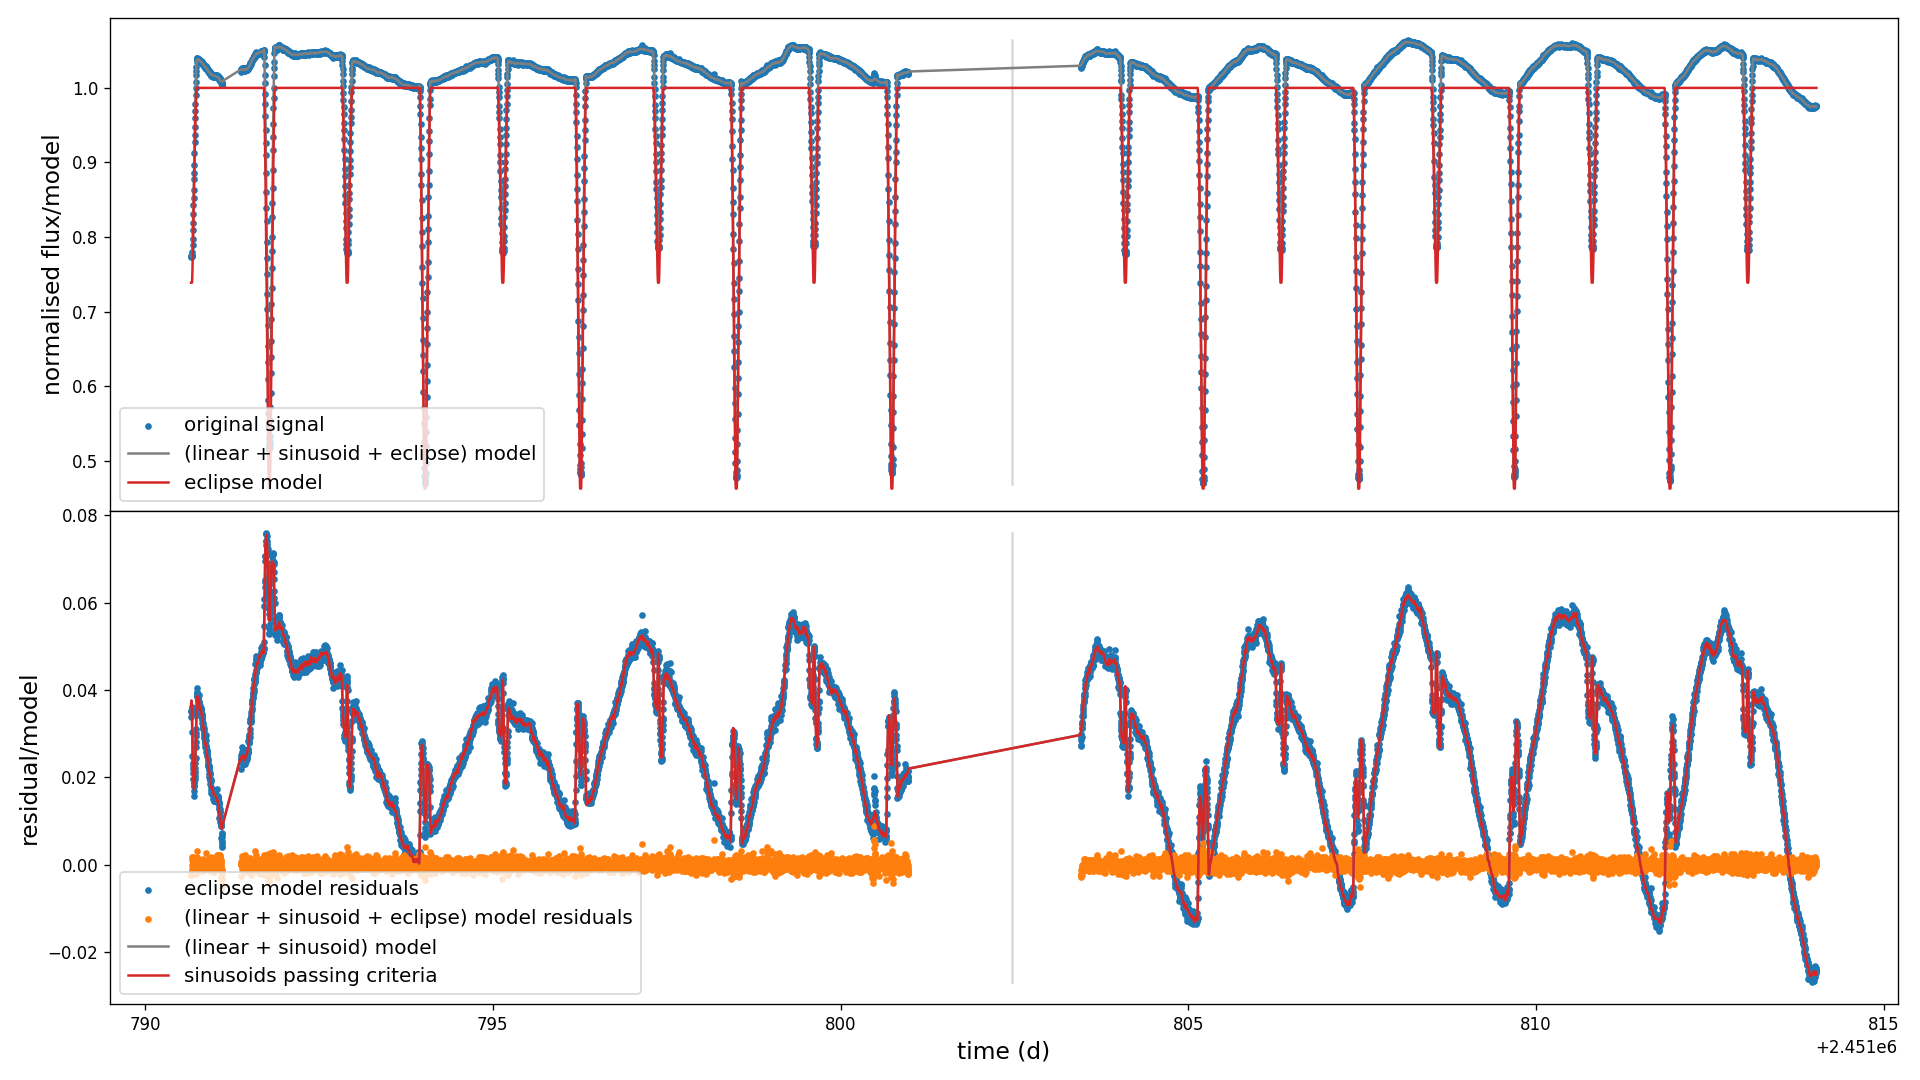 normalised flux/model
1.0
0.9
0.8
0.7
0.6
0.5
original signal
(linear + sinusoid + eclipse) model
eclipse model
residual/model
0.08
0.06
0.04
0.02
0.00
−0.02
eclipse model residuals
(linear + sinusoid + eclipse) model residuals
(linear + sinusoid) model
sinusoids passing criteria
790 795 800 805 810 815
time (d)
+2.451e6